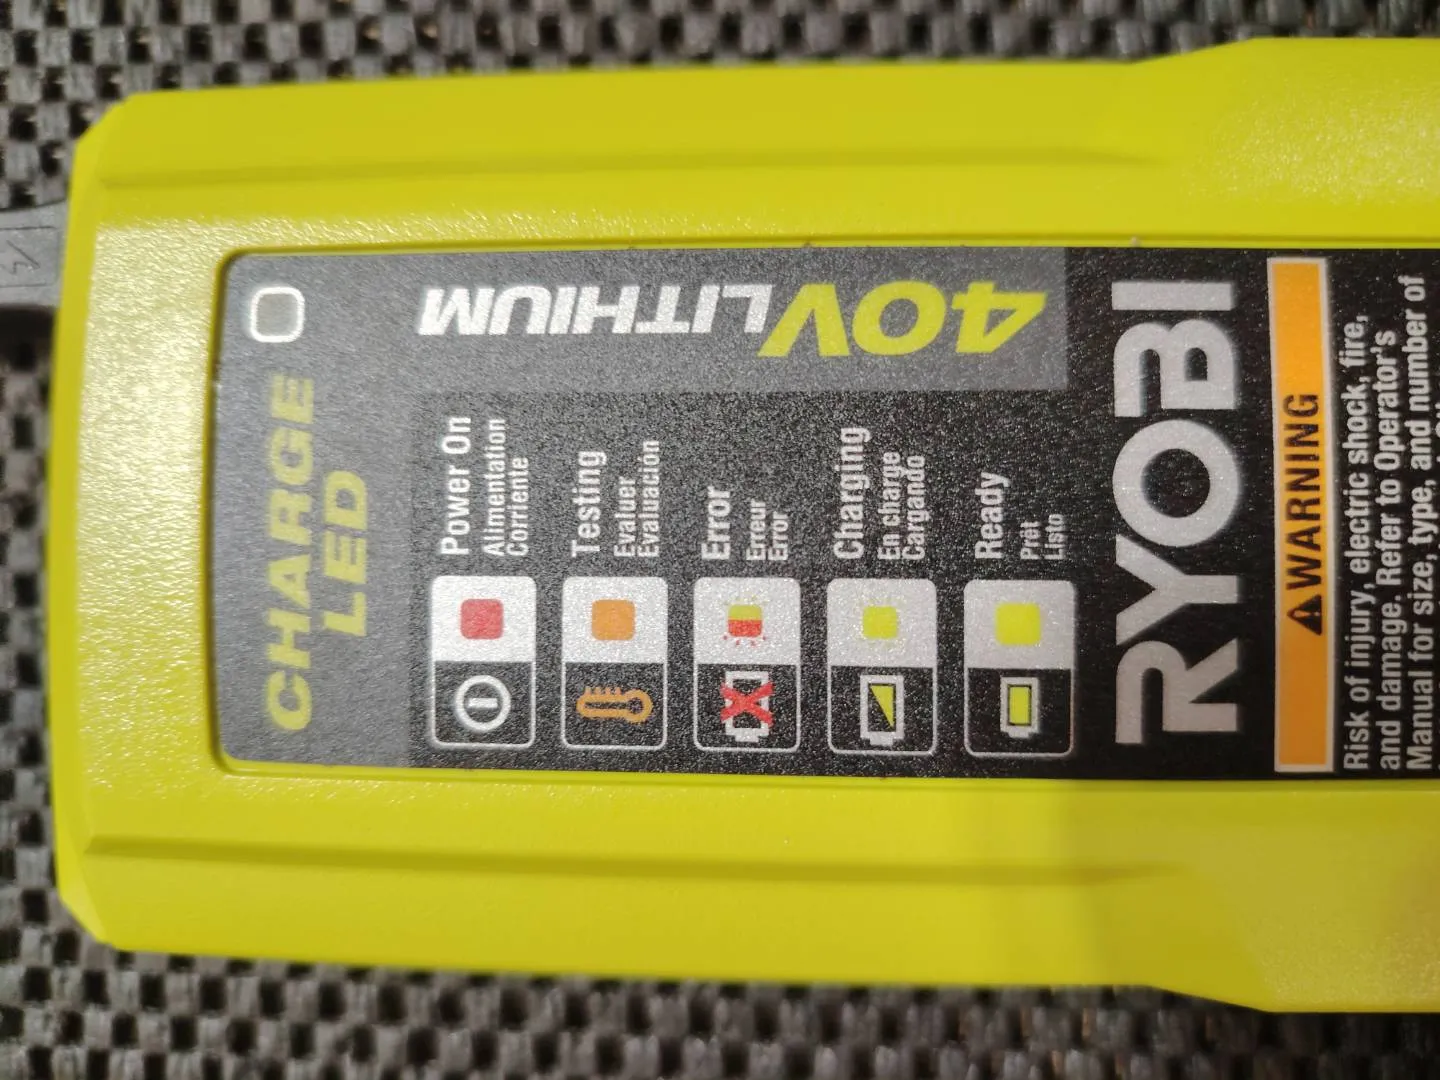 CHARGE
LED
40V LITHIUM
Power On
Alimentation
Corriente
Testing
Evaluer
Evaluación
Error
Erreur
Error
Charging
En charge
Cargando
Ready
Prêt
Listo
RYOBI
WARNING
Risk of injury, electric shock, fire,
and damage. Refer to Operator's
Manual for size, type, and number of